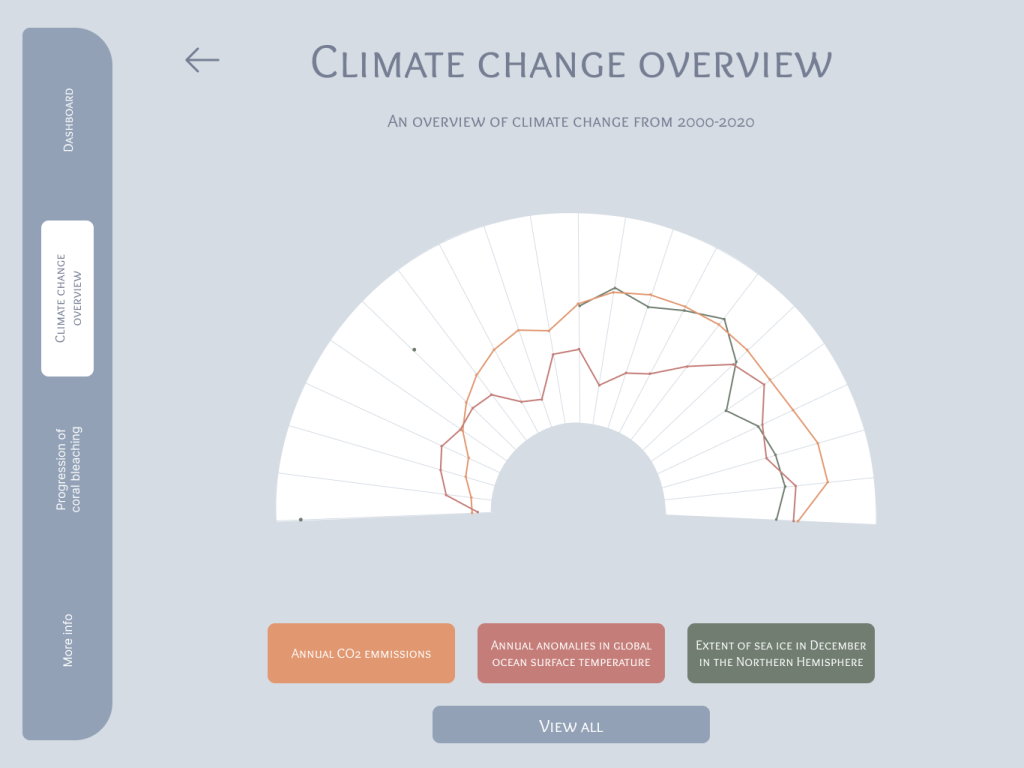 Climate change overview
An overview of climate change from 2000-2020
Dashboard
Climate change
overview
Progression of
coral bleaching
More info
Annual CO2 emmissions
Annual anomalies in global
ocean surface temperature
Extent of sea ice in December
in the Northern Hemisphere
View all